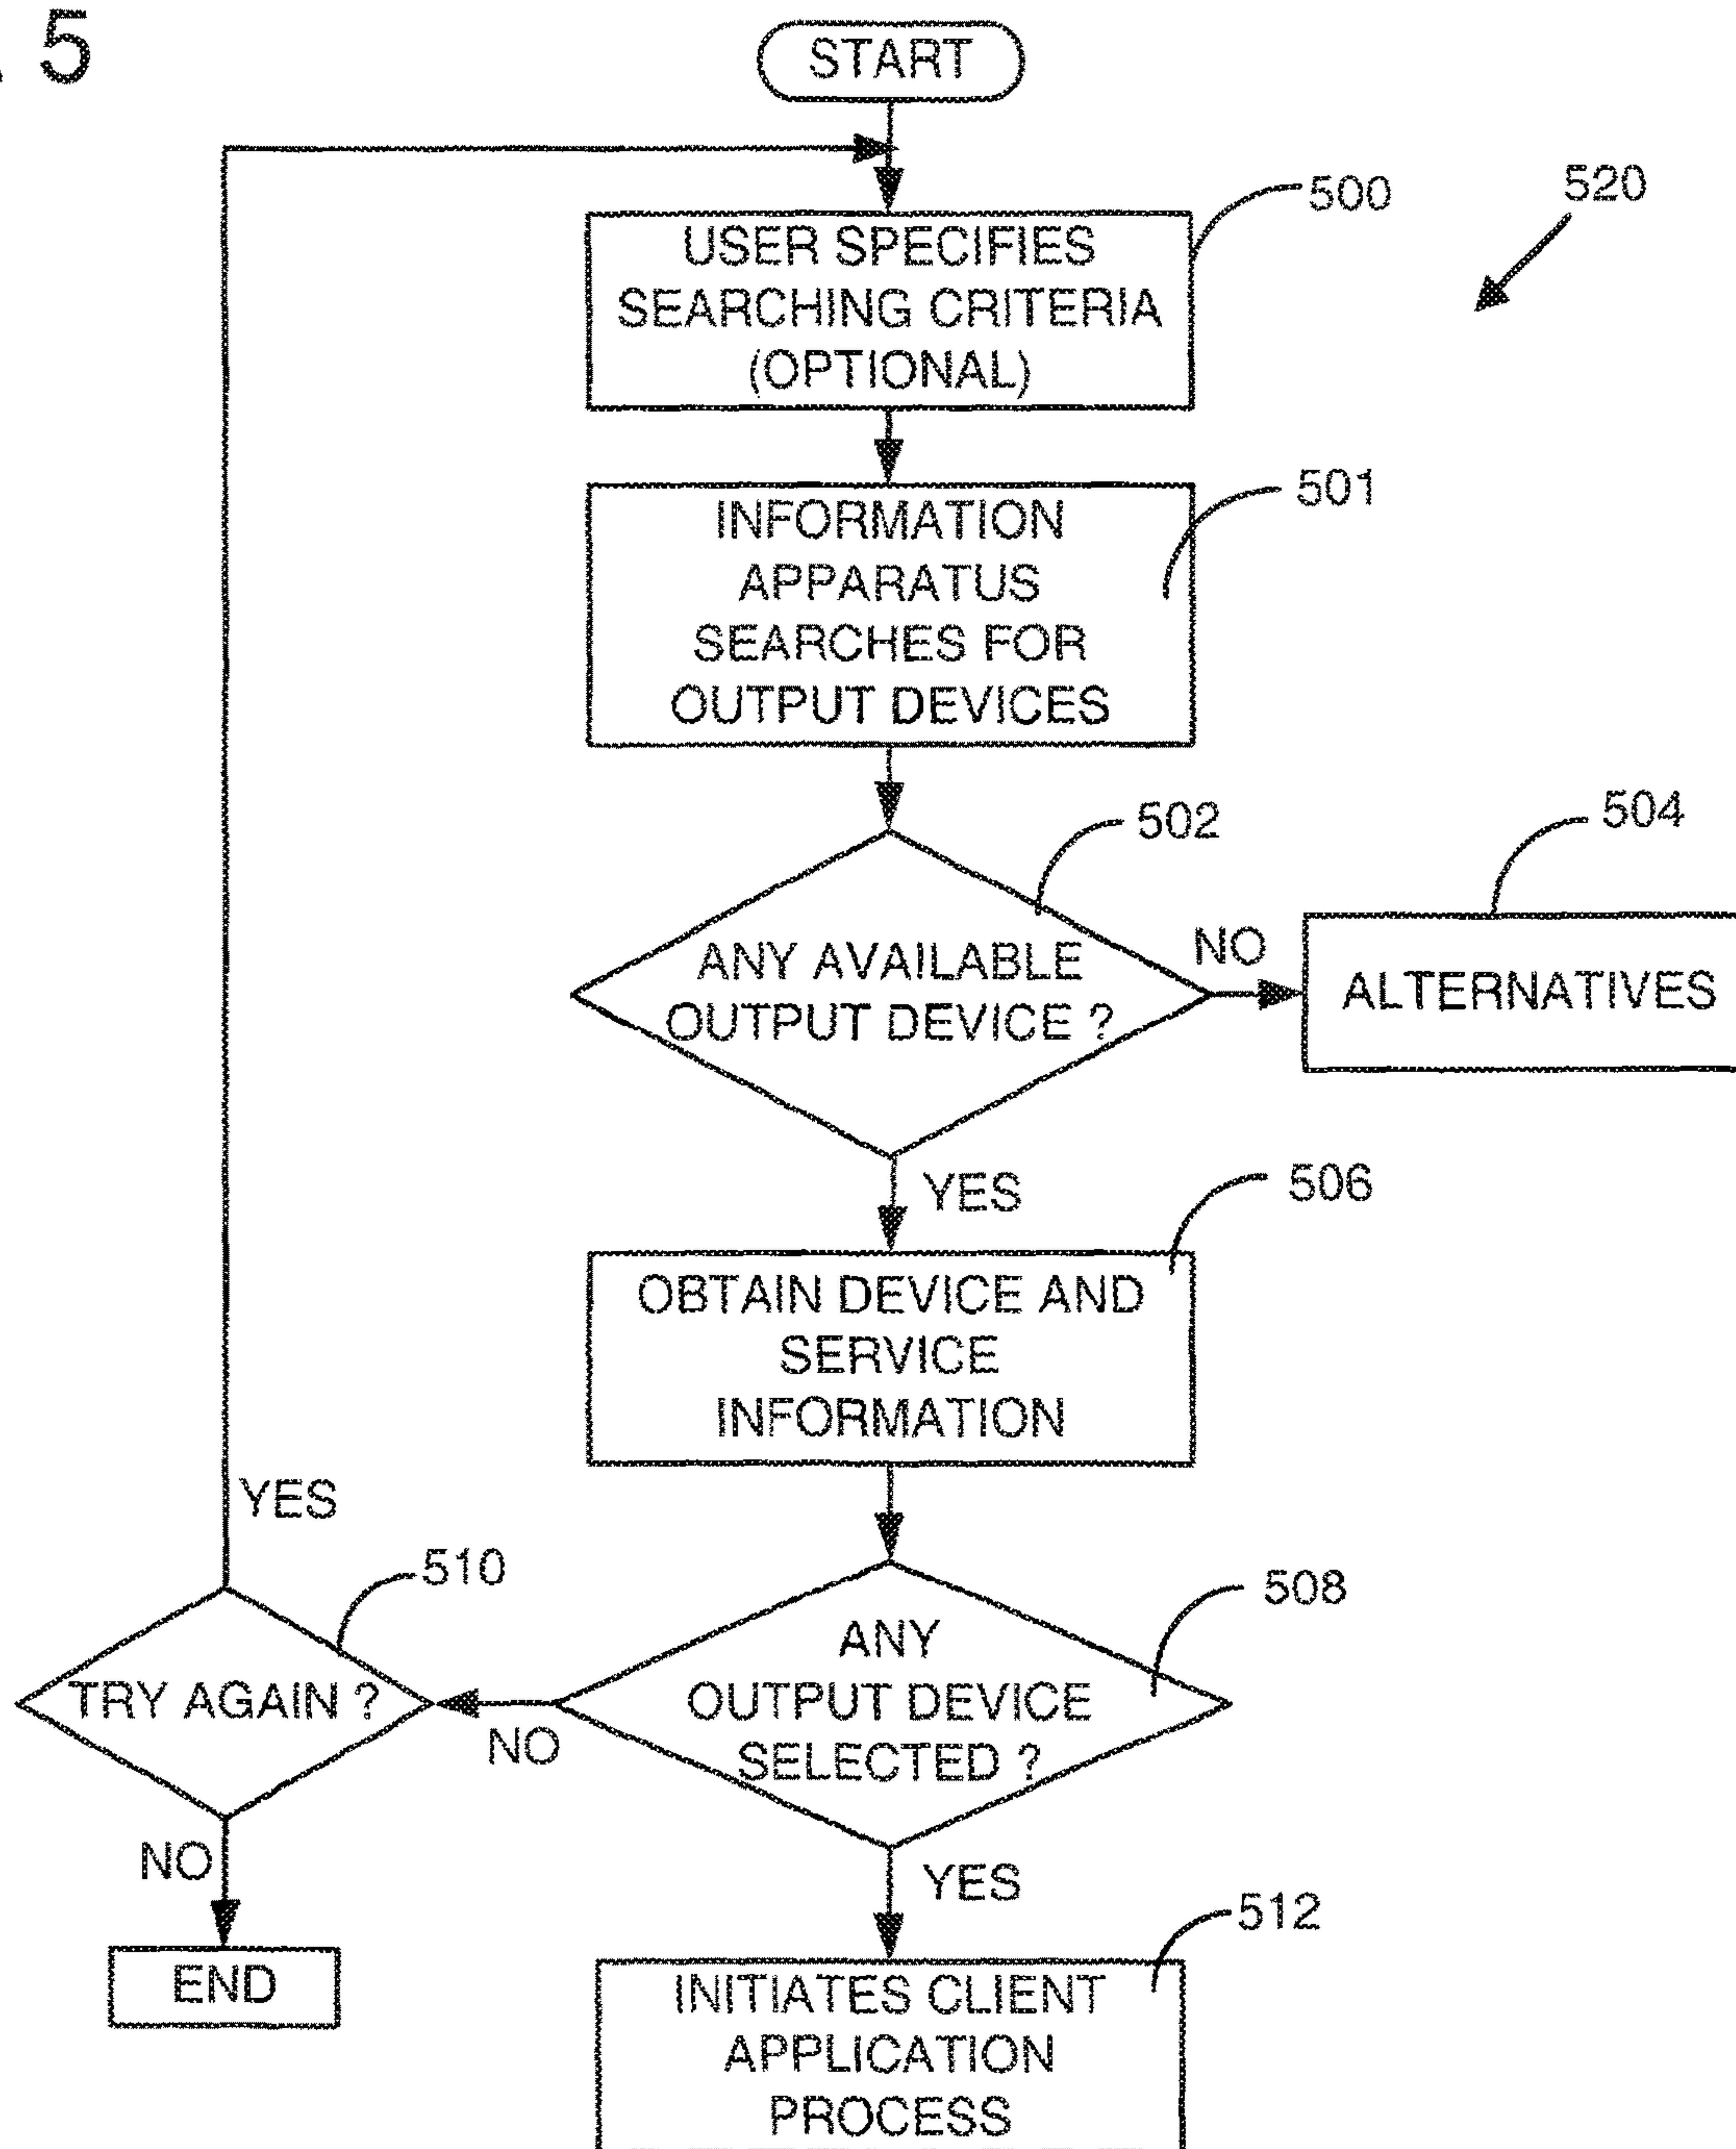 5
START
500
520
USER SPECIFIES
SEARCHING CRITERIA
(OPTIONAL)
501
INFORMATION
APPARATUS
SEARCHES FOR
OUTPUT DEVICES
502
504
ANY AVAILABLE
OUTPUT DEVICE ?
NO
ALTERNATIVES
YES
506
OBTAIN DEVICE AND
SERVICE
INFORMATION
YES
510
508
ANY
OUTPUT DEVICE
SELECTED ?
TRY AGAIN ?
NO
NO
YES
512
END
INITIATES CLIENT
APPLICATION
PROCESS